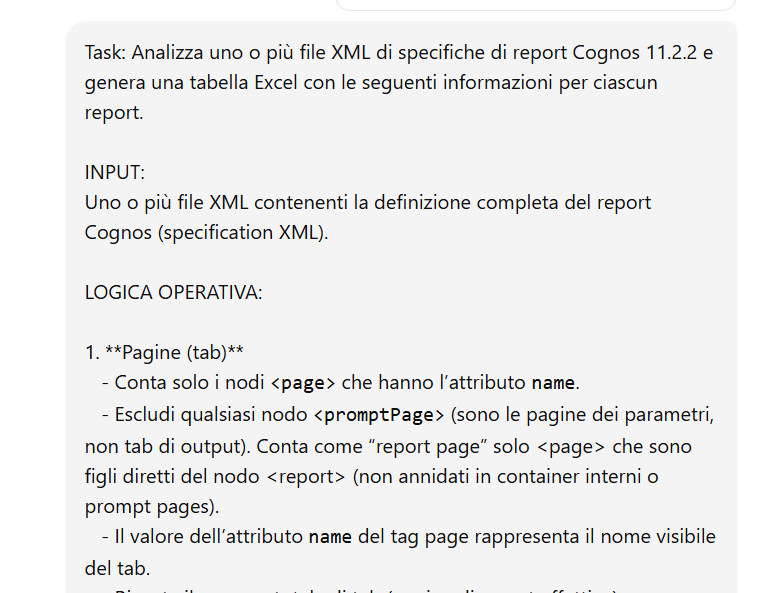 Task: Analizza uno o più file XML di specifiche di report Cognos 11.2.2 e
genera una tabella Excel con le seguenti informazioni per ciascun
report.
INPUT:
Uno o più file XML contenenti la definizione completa del report
Cognos (specification XML).
LOGICA OPERATIVA:
1. **Pagine (tab)**
- Conta solo i nodi <page> che hanno l’attributo name.
- Escludi qualsiasi nodo <promptPage> (sono le pagine dei parametri,
non tab di output). Conta come “report page” solo <page> che sono
figli diretti del nodo <report> (non annidati in container interni o
prompt pages).
- Il valore dell’attributo name del tag page rappresenta il nome visibile
del tab.